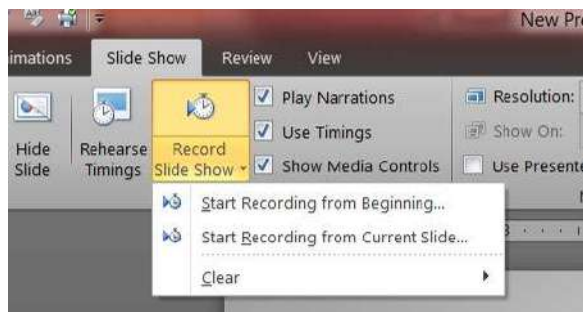 New Pre
imations Slide Show Review View
Hide Slide
Rehearse Timings
Record Slide Show
Play Narrations
Use Timings
Show Media Controls
Resolution:
Show On:
Use Presente
Start Recording from Beginning...
Start Recording from Current Slide...
Clear